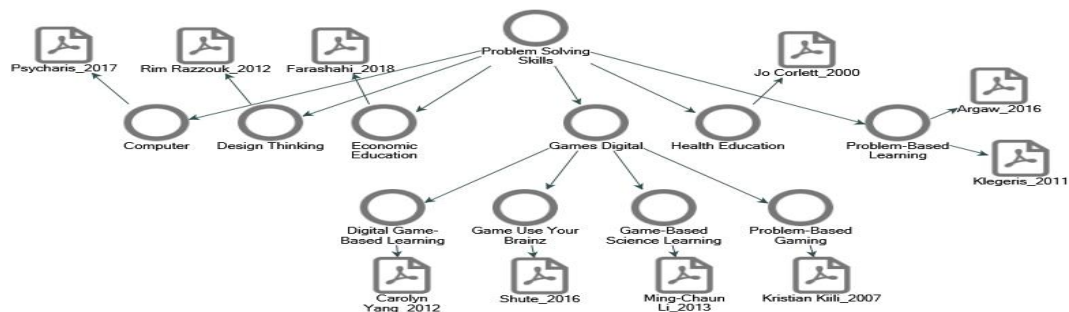 Problem Solving
Skills
Psycharis_2017
Rim Razzouk_2012
Farashahi_2018
Jo Corlett_2000
Argaw_2016
Klegeris_2011
Computer
Design Thinking
Economic
Education
Games Digital
Health Education
Problem-Based
Learning
Digital Game-
Based Learning
Game Use Your
Brainz
Game-Based
Science Learning
Problem-Based
Gaming
Carolyn
Yang_2012
Shute_2016
Ming-Chaun
Li_2013
Kristian Kiili_2007